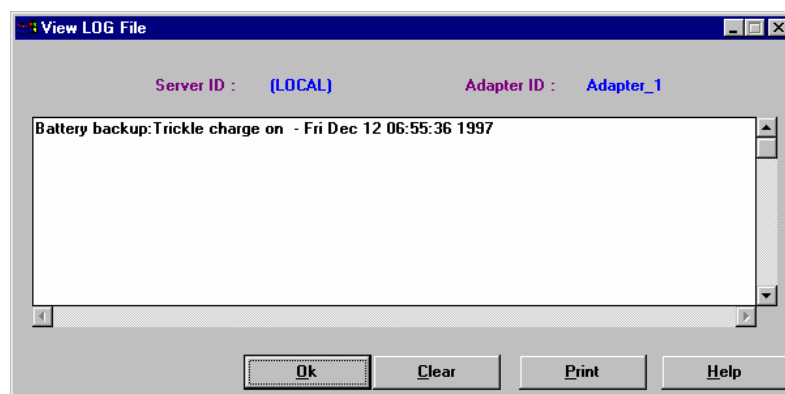 View LOG File
Server ID : (LOCAL) Adapter ID : Adapter_1
Battery backup:Trickle charge on - Fri Dec 12 06:55:36 1997
Ok Clear Print Help